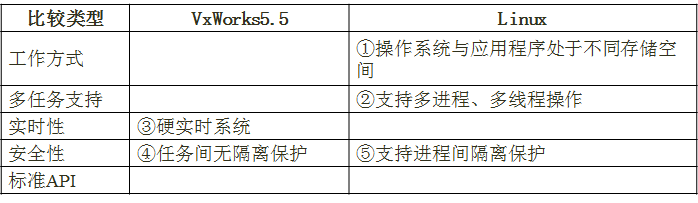 比较类型 VxWorks5.5 Linux
工作方式 ①操作系统与应用程序处于不同存储空
间
多任务支持 ②支持多进程、多线程操作
实时性 ③硬实时系统
安全性 ④任务间无隔离保护 ⑤支持进程间隔离保护
标准API